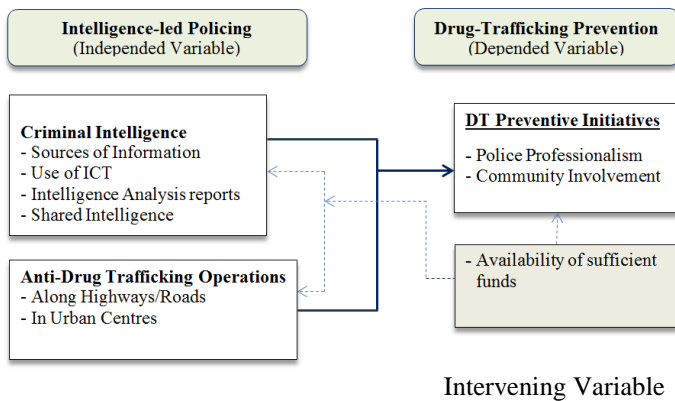 Intelligence-led Policing
(Independed Variable)
Drug-Trafficking Prevention
(Depended Variable)
Criminal Intelligence
- Sources of Information
- Use of ICT
- Intelligence Analysis reports
- Shared Intelligence
DT Preventive Initiatives
- Police Professionalism
- Community Involvement
Anti-Drug Trafficking Operations
- Along Highways/Roads
- In Urban Centres
- Availability of sufficient
funds
Intervening Variable